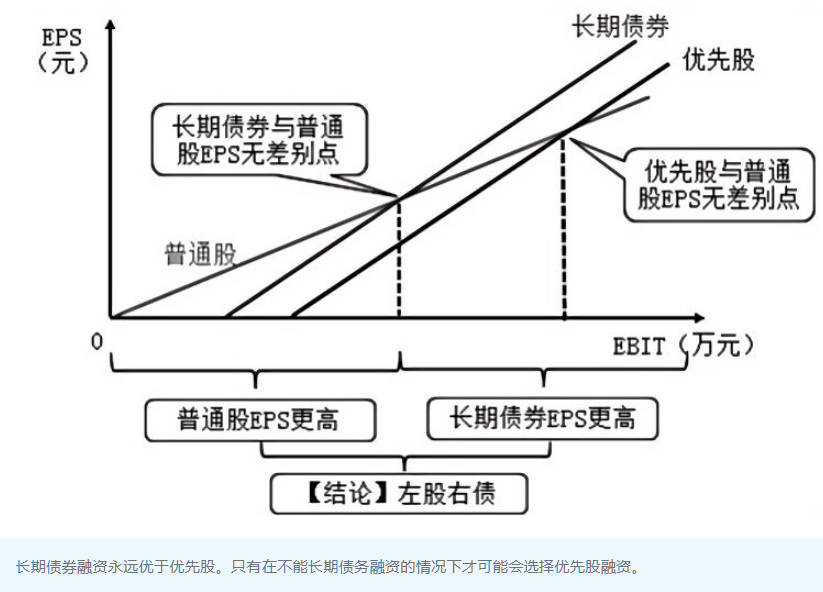 EPS
（元）
长期债券
优先股
长期债券与普通
股EPS无差别点
优先股与普通
股EPS无差别点
普通股
0
EBIT（万元）
普通股EPS更高
长期债券EPS更高
【结论】左股右债
长期债券融资永远优于优先股。只有在不能长期债务融资的情况下才可能会选择优先股融资。